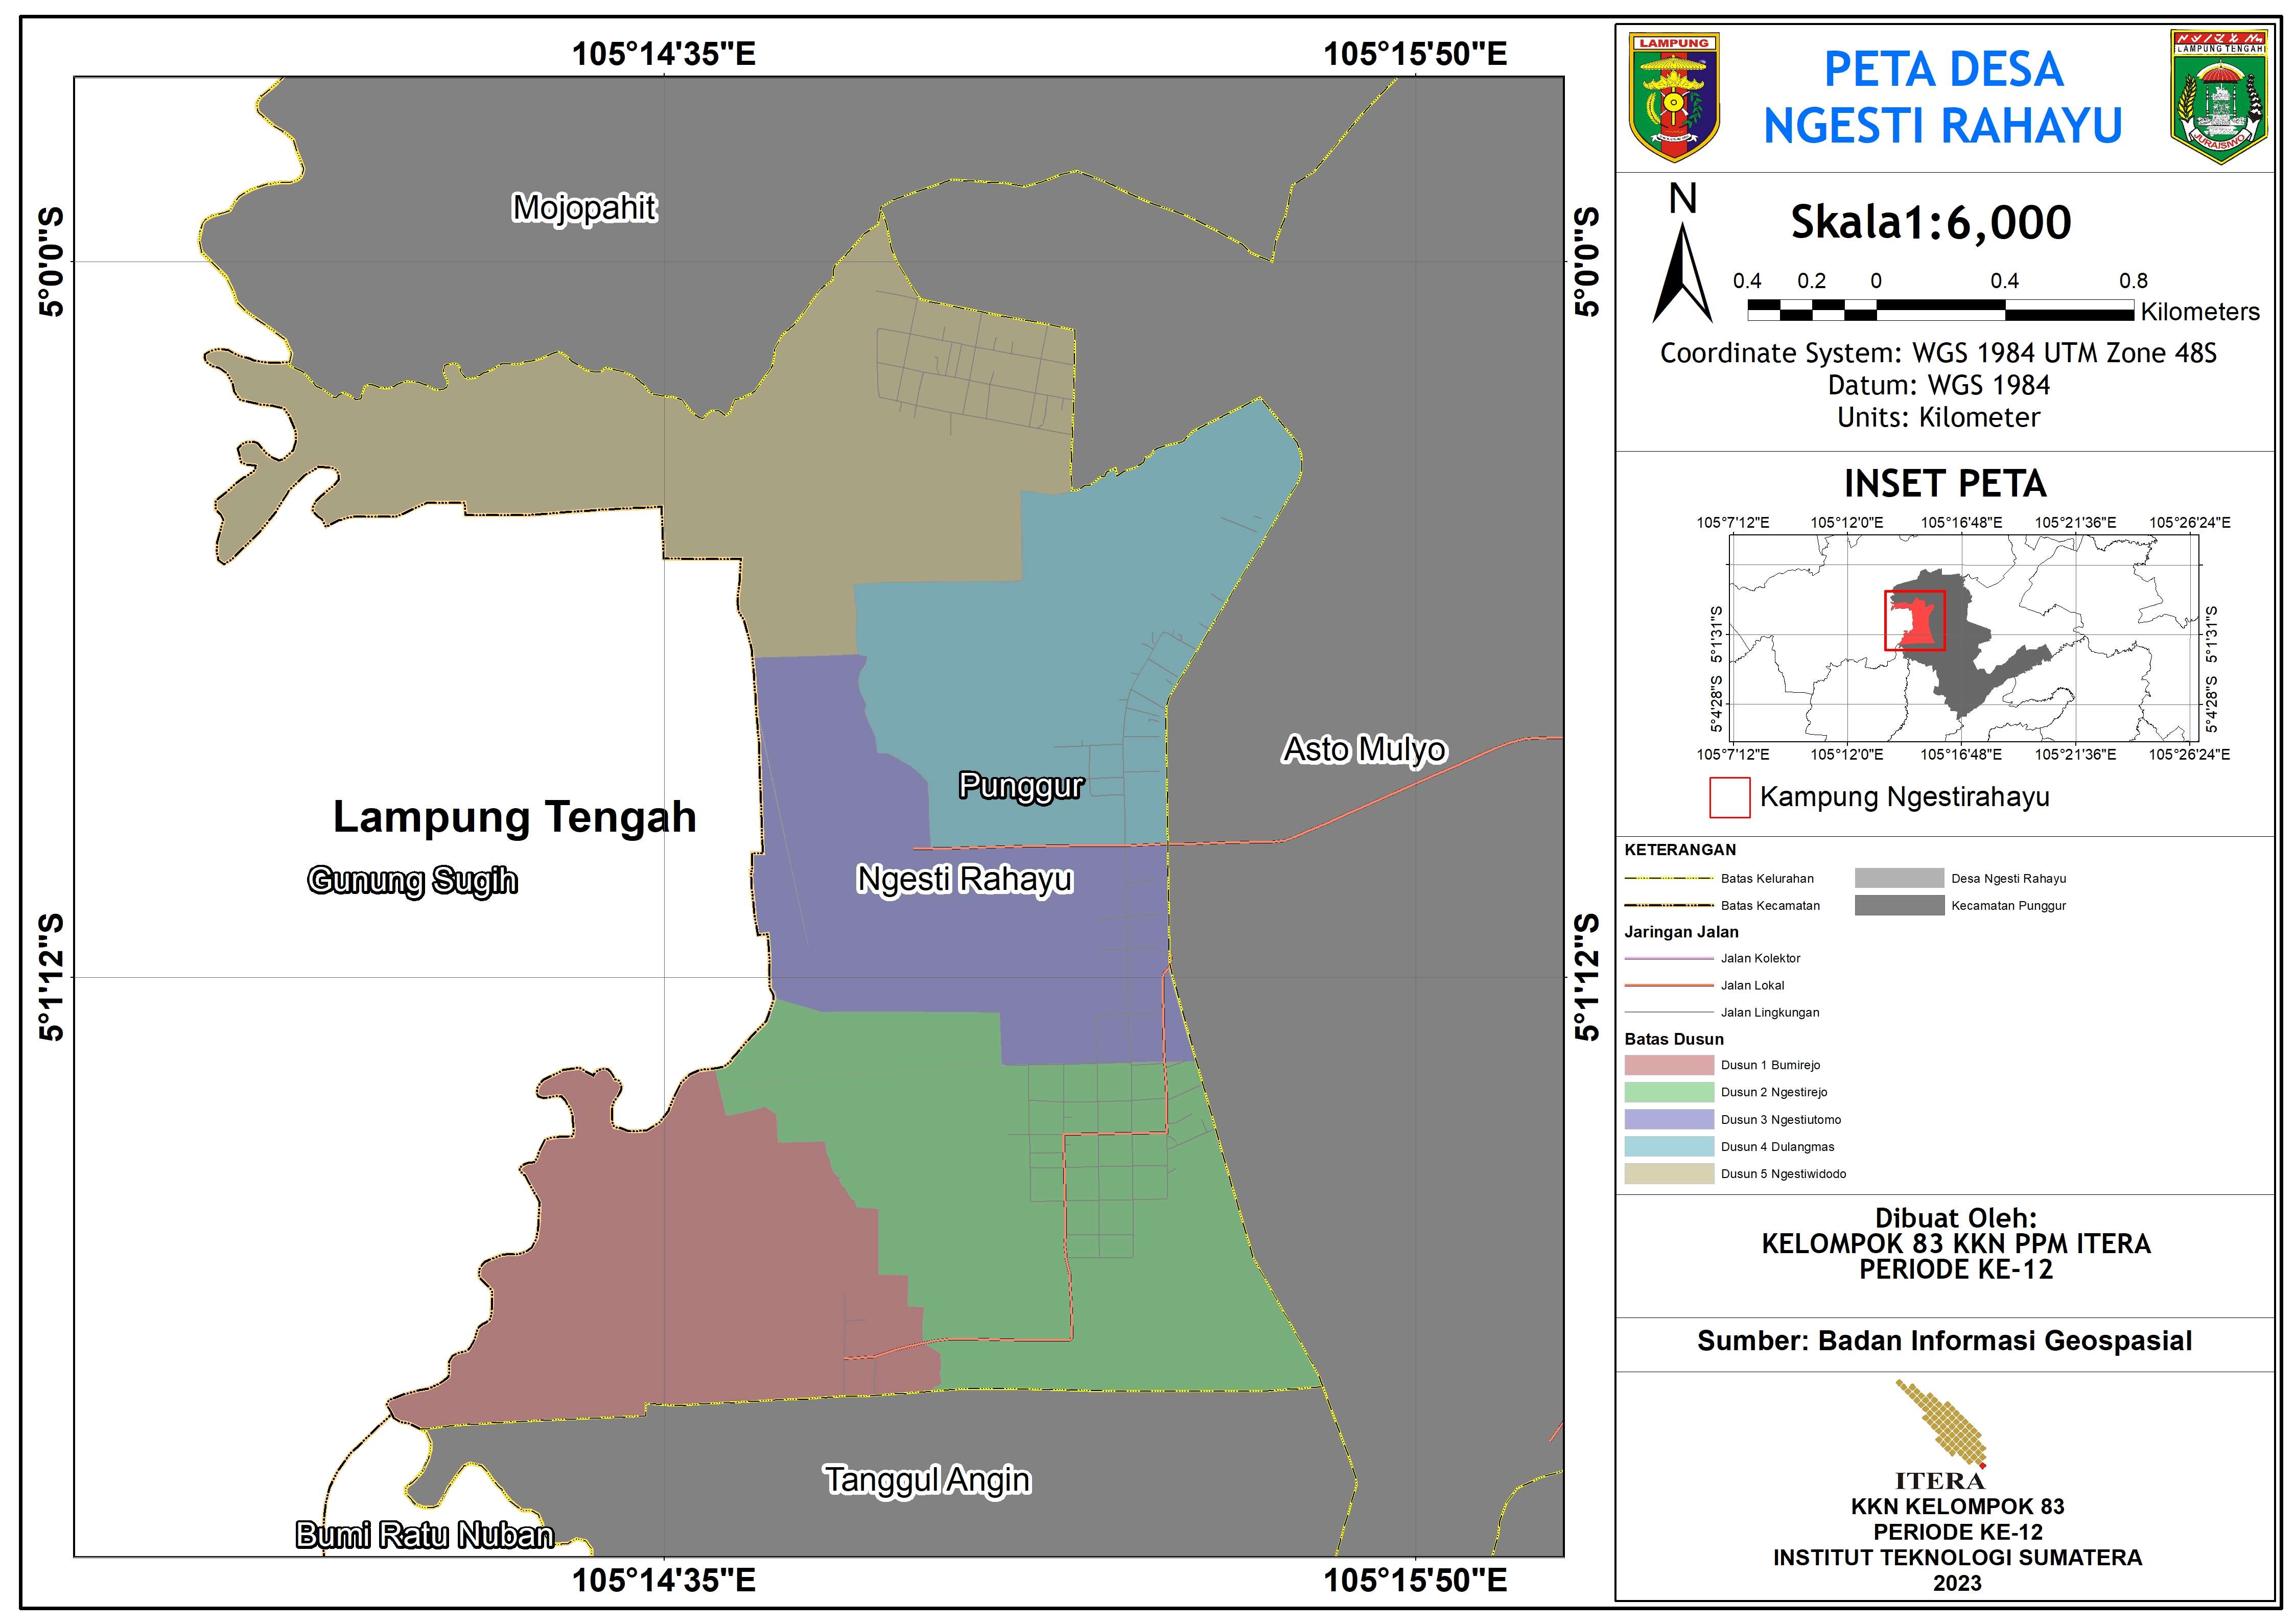 105°14'35"E
105°15'50"E
5°0'0"S
5°0'0"S
Mojopahit
Asto Mulyo
Punggur
Lampung Tengah
Gunung Sugih
Ngesti Rahayu
5°1'12"S
5°1'12"S
Tanggul Angin
Bumi Ratu Nuban
105°14'35"E
105°15'50"E
LAMPUNG
PETA DESA
NGESTI RAHAYU
LAMPUNG TENGAH
JURAISIWO
N
Skala1:6,000
0.4 0.2 0 0.4 0.8
Kilometers
Coordinate System: WGS 1984 UTM Zone 48S
Datum: WGS 1984
Units: Kilometer
INSET PETA
105°7'12"E 105°12'0"E 105°16'48"E 105°21'36"E 105°26'24"E
5°1'31"S
5°1'31"S
5°4'28"S
5°4'28"S
105°7'12"E 105°12'0"E 105°16'48"E 105°21'36"E 105°26'24"E
Kampung Ngestirahayu
KETERANGAN
Batas Kelurahan
Desa Ngesti Rahayu
Batas Kecamatan
Kecamatan Punggur
Jaringan Jalan
Jalan Kolektor
Jalan Lokal
Jalan Lingkungan
Batas Dusun
Dusun 1 Bumirejo
Dusun 2 Ngestirejo
Dusun 3 Ngestiutomo
Dusun 4 Dulangmas
Dusun 5 Ngestiwidodo
Dibuat Oleh:
KELOMPOK 83 KKN PPM ITERA
PERIODE KE-12
Sumber: Badan Informasi Geospasial
ITERA
KKN KELOMPOK 83
PERIODE KE-12
INSTITUT TEKNOLOGI SUMATERA
2023